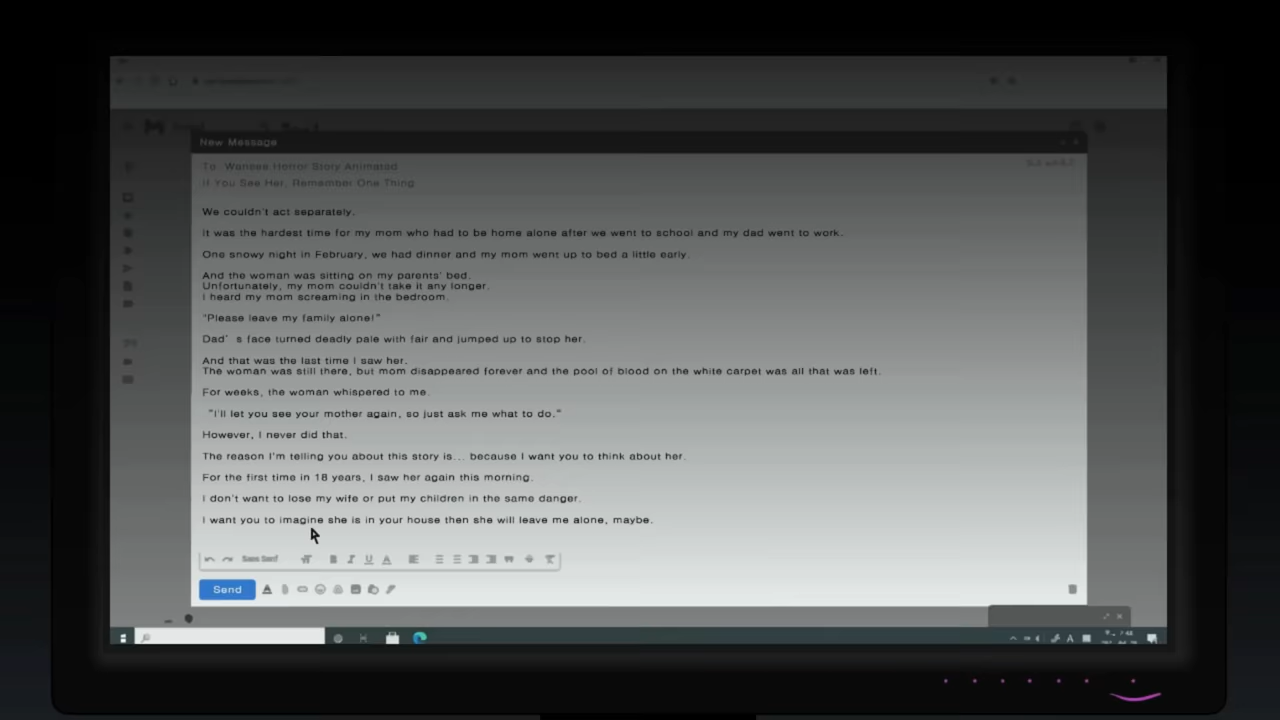 New Message
To Wansee Horror Story Animated
If You See Her, Remember One Thing
We couldn't act separately.
It was the hardest time for my mom who had to be home alone after we went to school and my dad went to work.
One snowy night in February, we had dinner and my mom went up to bed a little early.
And the woman was sitting on my parents' bed.
Unfortunately, my mom couldn't take it any longer.
I heard my mom screaming in the bedroom.
"Please leave my family alone!"
Dad' s face turned deadly pale with fair and jumped up to stop her.
And that was the last time I saw her.
The woman was still there, but mom disappeared forever and the pool of blood on the white carpet was all that was left.
For weeks, the woman whispered to me.
"I'll let you see your mother again, so just ask me what to do."
However, I never did that.
The reason I'm telling you about this story is... because I want you to think about her.
For the first time in 18 years, I saw her again this morning.
I don't want to lose my wife or put my children in the same danger.
I want you to imagine she is in your house then she will leave me alone, maybe.
Sans Serif
Send